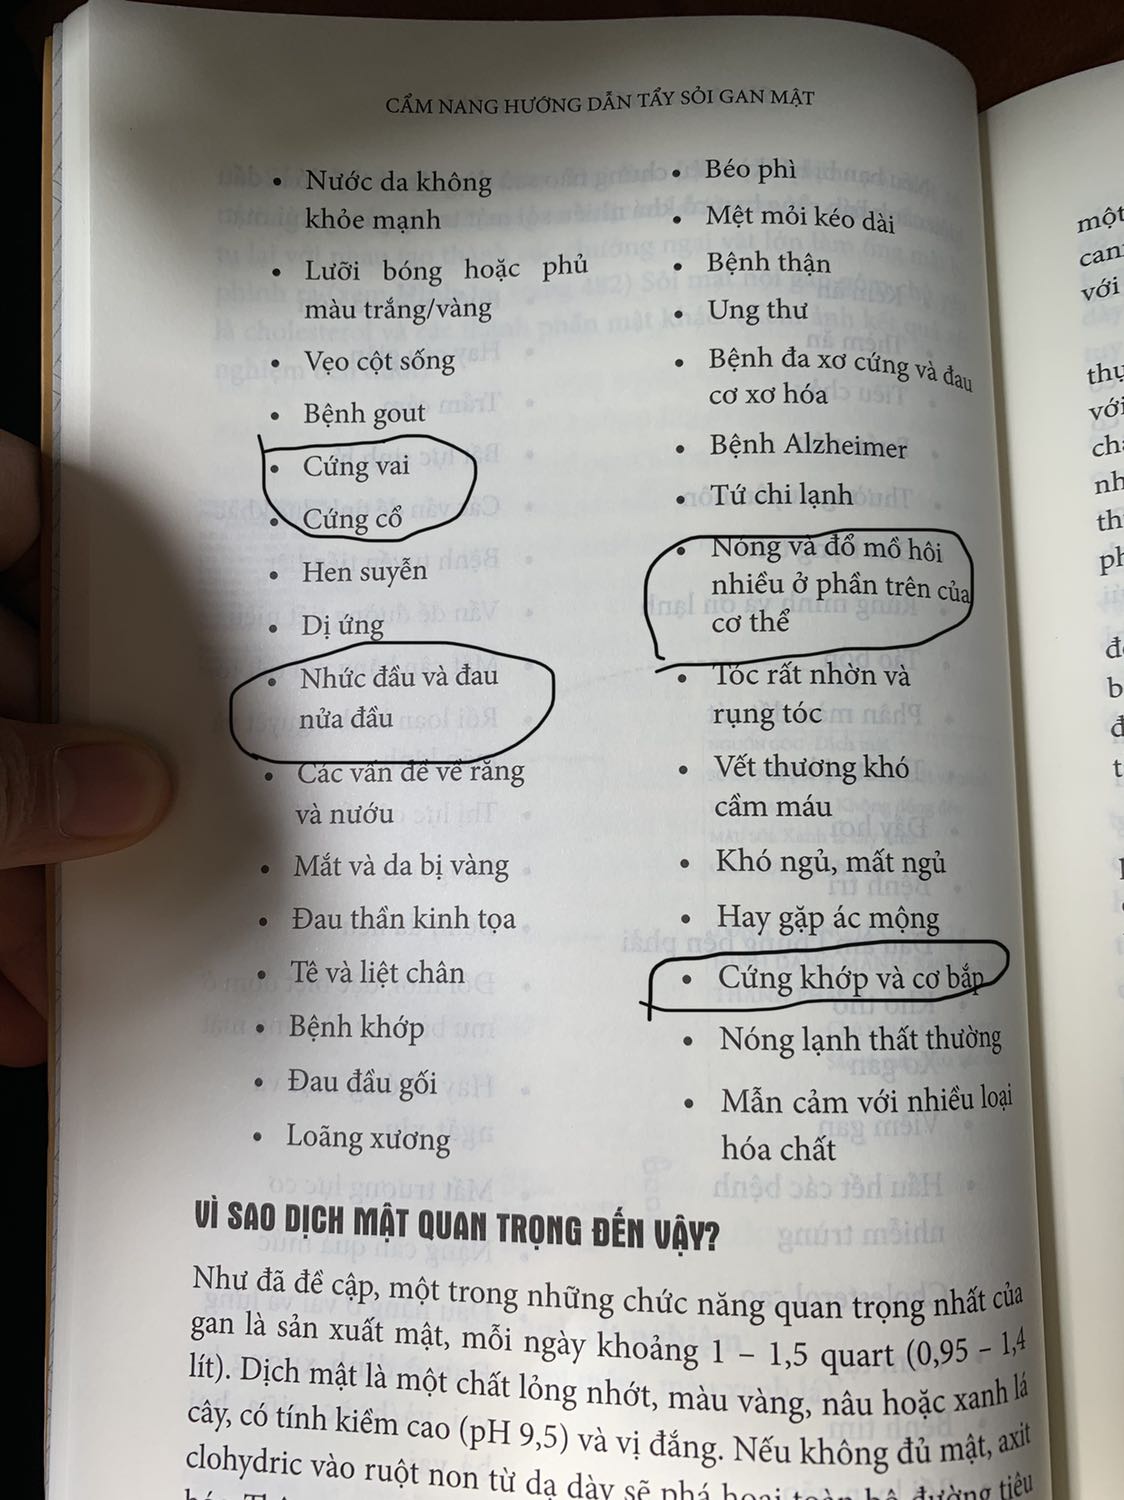 CẨM NANG HƯỚNG DẪN TẨY SỎI GAN MẬT
• Nước da không
khỏe mạnh
• Lưỡi bóng hoặc phủ
màu trắng/vàng
• Vẹo cột sống
• Bệnh gout
• Cứng vai
• Cứng cổ
• Hen suyễn
• Dị ứng
• Nhức đầu và đau
nửa đầu
• Các vấn đề về răng
và nướu
• Mắt và da bị vàng
• Đau thần kinh tọa
• Tê và liệt chân
• Bệnh khớp
• Đau đầu gối
• Loãng xương
• Béo phì
• Mệt mỏi kéo dài
• Bệnh thận
• Ung thư
• Bệnh đa xơ cứng và đau
cơ xơ hóa
• Bệnh Alzheimer
• Tứ chi lạnh
• Nóng và đổ mồ hôi
nhiều ở phần trên của
cơ thể
• Tóc rất nhờn và
rụng tóc
• Vết thương khó
cầm máu
• Khó ngủ, mất ngủ
• Hay gặp ác mộng
• Cứng khớp và cơ bắp
• Nóng lạnh thất thường
• Mẫn cảm với nhiều loại
hóa chất
VÌ SAO DỊCH MẬT QUAN TRỌNG ĐẾN VẬY?
Như đã đề cập, một trong những chức năng quan trọng nhất của
gan là sản xuất mật, mỗi ngày khoảng 1 – 1,5 quart (0,95 – 1,4
lít). Dịch mật là một chất lỏng nhớt, màu vàng, nâu hoặc xanh lá
cây, có tính kiềm cao (pH 9,5) và vị đắng. Nếu không đủ mật, axit
clohydric vào ruột non từ dạ dày sẽ phá hoại toàn bộ đường tiêu
một
với
với